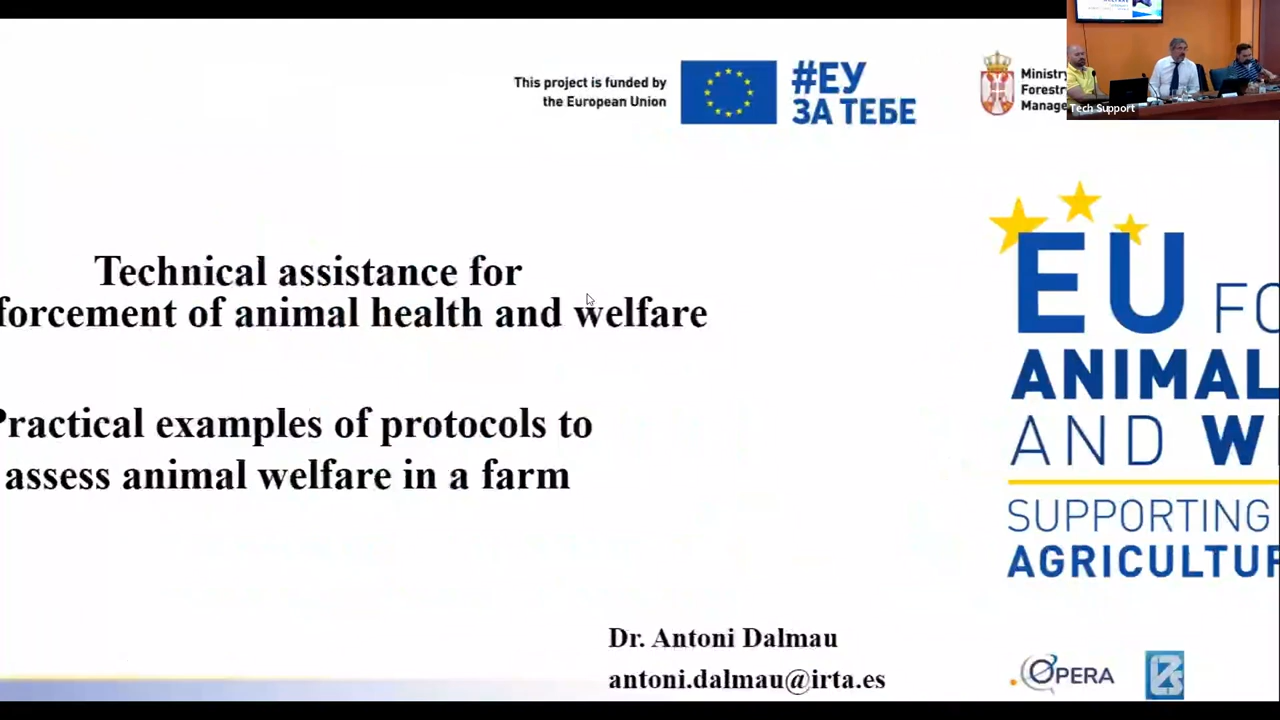 This project is funded by
the European Union
#ЕУ
ЗА ТЕБЕ
Ministry
Forestry
Manage
Tech Support
Technical assistance for
forcement of animal health and welfare
Practical examples of protocols to
assess animal welfare in a farm
EU FO
ANIMAL
AND W
SUPPORTING
AGRICULTUR
Dr. Antoni Dalmau
antoni.dalmau@irta.es
OPERA